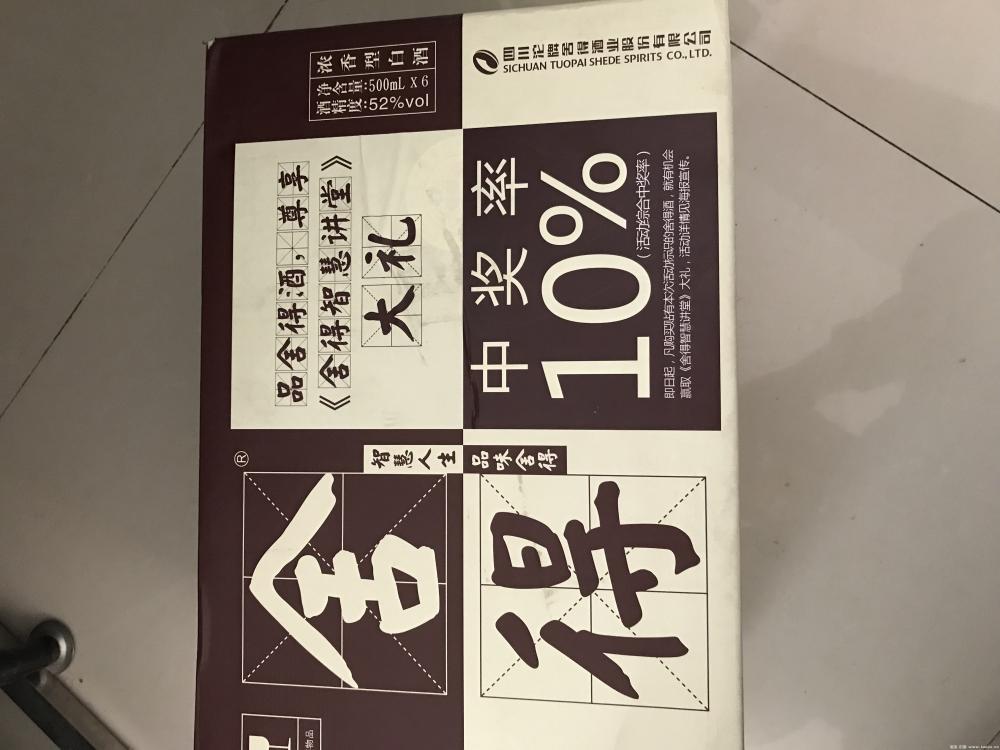 舍得
®
智慧人生 品味舍得
品舍得酒，尊享
《舍得智慧讲堂》
大礼
中奖率
10%
（活动综合中奖率）
即日起，凡购买贴有本次活动标识的舍得酒，就有机会
赢取《舍得智慧讲堂》大礼，活动详情见海报宣传。
浓香型白酒
净含量:500mL X 6
酒精度:52%vol
四川沱牌舍得酒业股份有限公司
SICHUAN TUOPAI SHEDE SPIRITS CO.,LTD.
物品